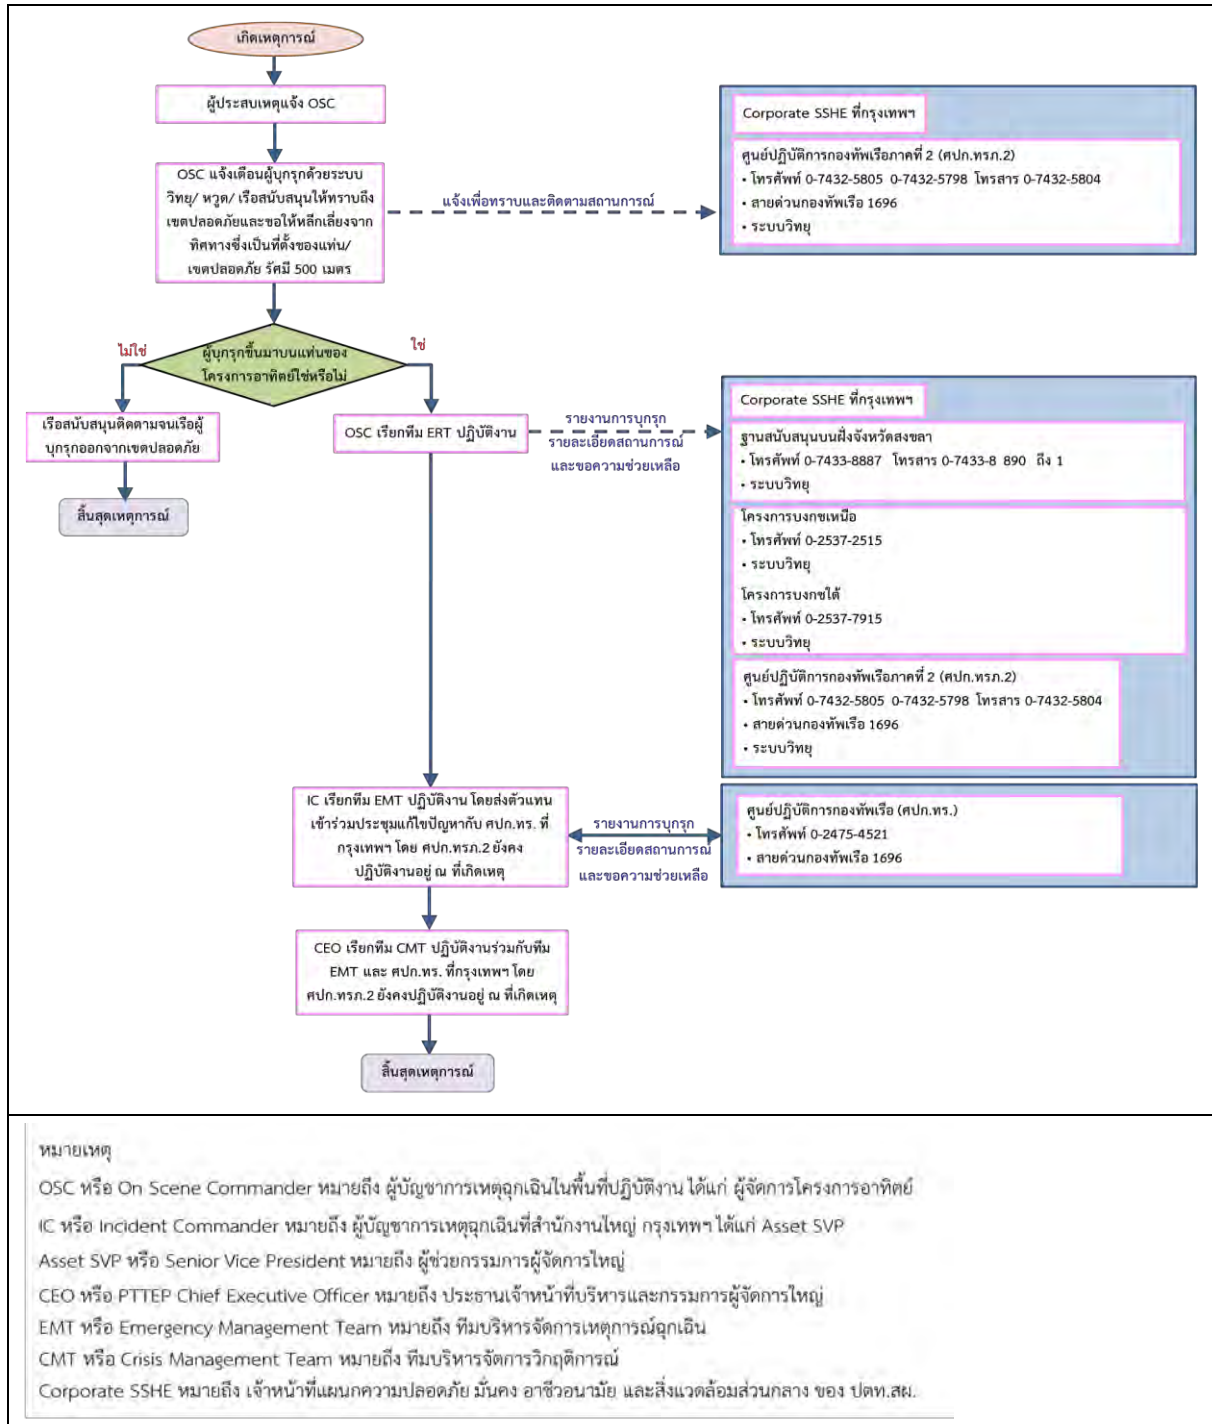 เกิดเหตุการณ์
ผู้ประสบเหตุแจ้ง OSC
OSC แจ้งเตือนผู้บุกรุกด้วยระบบ
วิทยุ/ หวูด/ เรือสนับสนุนให้ทราบถึง
เขตปลอดภัยและขอให้หลีกเลี่ยงจาก
ทิศทางซึ่งเป็นที่ตั้งของแท่น/
เขตปลอดภัย รัศมี 500 เมตร
แจ้งเพื่อทราบและติดตามสถานการณ์
Corporate SSHE ที่กรุงเทพฯ
ศูนย์ปฏิบัติการกองทัพเรือภาคที่ 2 (ศปก.ทรภ.2)
• โทรศัพท์ 0-7432-5805 0-7432-5798 โทรสาร 0-7432-5804
• สายด่วนกองทัพเรือ 1696
• ระบบวิทยุ
ผู้บุกรุกขึ้นมาบนแท่นของ
โครงการอาทิตย์ใช่หรือไม่
ไม่ใช่
ใช่
เรือสนับสนุนติดตามจนเรือผู้
บุกรุกออกจากเขตปลอดภัย
สิ้นสุดเหตุการณ์
OSC เรียกทีม ERT ปฏิบัติงาน
รายงานการบุกรุก
รายละเอียดสถานการณ์
และขอความช่วยเหลือ
Corporate SSHE ที่กรุงเทพฯ
ฐานสนับสนุนบนฝั่งจังหวัดสงขลา
• โทรศัพท์ 0-7433-8887 โทรสาร 0-7433-8 890 ถึง 1
• ระบบวิทยุ
โครงการบงกชเหนือ
• โทรศัพท์ 0-2537-2515
• ระบบวิทยุ
โครงการบงกชใต้
• โทรศัพท์ 0-2537-7915
• ระบบวิทยุ
ศูนย์ปฏิบัติการกองทัพเรือภาคที่ 2 (ศปก.ทรภ.2)
• โทรศัพท์ 0-7432-5805 0-7432-5798 โทรสาร 0-7432-5804
• สายด่วนกองทัพเรือ 1696
• ระบบวิทยุ
IC เรียกทีม EMT ปฏิบัติงาน โดยส่งตัวแทน
เข้าร่วมประชุมแก้ไขปัญหากับ ศปก.ทร. ที่
กรุงเทพฯ โดย ศปก.ทรภ.2 ยังคง
ปฏิบัติงานอยู่ ณ ที่เกิดเหตุ
รายงานการบุกรุก
รายละเอียดสถานการณ์
และขอความช่วยเหลือ
ศูนย์ปฏิบัติการกองทัพเรือ (ศปก.ทร.)
• โทรศัพท์ 0-2475-4521
• สายด่วนกองทัพเรือ 1696
CEO เรียกทีม CMT ปฏิบัติงานร่วมกับทีม
EMT และ ศปก.ทร. ที่กรุงเทพฯ โดย
ศปก.ทรภ.2 ยังคงปฏิบัติงานอยู่ ณ ที่เกิดเหตุ
สิ้นสุดเหตุการณ์
หมายเหตุ
OSC หรือ On Scene Commander หมายถึง ผู้บัญชาการเหตุฉุกเฉินในพื้นที่ปฏิบัติงาน ได้แก่ ผู้จัดการโครงการอาทิตย์
IC หรือ Incident Commander หมายถึง ผู้บัญชาการเหตุฉุกเฉินที่สำนักงานใหญ่ กรุงเทพฯ ได้แก่ Asset SVP
Asset SVP หรือ Senior Vice President หมายถึง ผู้ช่วยกรรมการผู้จัดการใหญ่
CEO หรือ PTTEP Chief Executive Officer หมายถึง ประธานเจ้าหน้าที่บริหารและกรรมการผู้จัดการใหญ่
EMT หรือ Emergency Management Team หมายถึง ทีมบริหารจัดการเหตุการณ์ฉุกเฉิน
CMT หรือ Crisis Management Team หมายถึง ทีมบริหารจัดการวิกฤติการณ์
Corporate SSHE หมายถึง เจ้าหน้าที่แผนกความปลอดภัย มั่นคง อาชีวอนามัย และสิ่งแวดล้อมส่วนกลาง ของ ปตท.สผ.